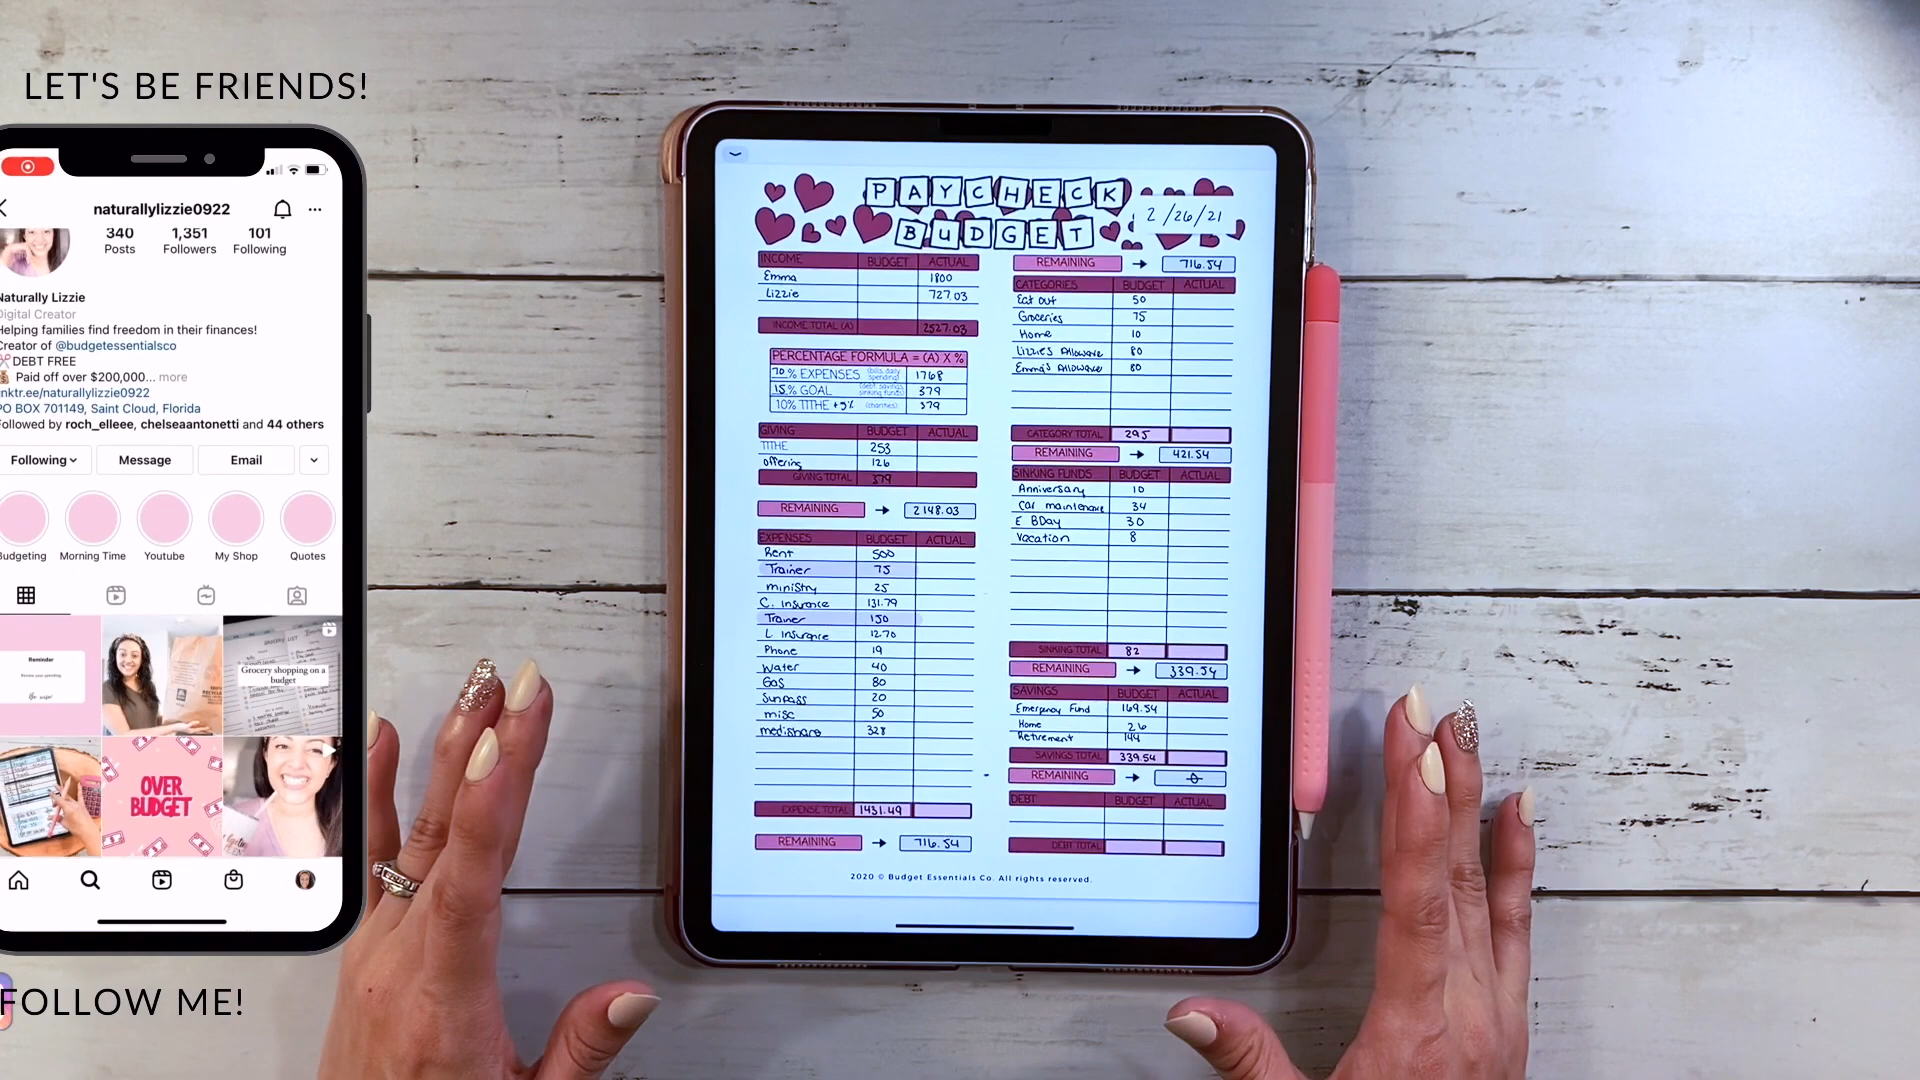 LET'S BE FRIENDS!
naturallylizzie0922
340 1,351 101
Posts Followers Following
Naturally Lizzie
Digital Creator
Helping families find freedom in their finances!
Creator of @budgetessentialsco
DEBT FREE
Paid off over $200,000... more
nktr.ee/naturallylizzie0922
PO BOX 701149, Saint Cloud, Florida
Followed by roch_elleee, chelseaantonetti and 44 others
Following Message Email
Budgeting Morning Time Youtube My Shop Quotes
Reminder
Grocery shopping on a
budget
OVER
BUDGET
FOLLOW ME!
PAYCHECK
BUDGET
2/26/21
INCOME BUDGET ACTUAL
Emma 1800
Lizzie 727.03
INCOME TOTAL (A) 2527.03
PERCENTAGE FORMULA = (A) X %
70% EXPENSES (bills, daily spending) 1768
15% GOAL (debt, savings, sinking funds) 379
10% TITHE +5% (charities) 379
GIVING BUDGET ACTUAL
TITHE 253
offering 126
GIVING TOTAL 379
REMAINING → 2148.03
EXPENSES BUDGET ACTUAL
Rent 500
Trainer 75
ministry 25
C. Insurance 131.79
Trainer 150
L Insurance 12.70
Phone 19
Water 40
Gas 80
Sunpass 20
misc 50
medishare 328
EXPENSE TOTAL 1431.49
REMAINING → 716.54
REMAINING → 716.54
CATEGORIES BUDGET ACTUAL
Eat out 50
Groceries 75
Home 10
Lizzie's Allowance 80
Emma's Allowance 80
CATEGORY TOTAL 295
REMAINING → 421.54
SINKING FUNDS BUDGET ACTUAL
Anniversary 10
Car maintenance 34
E BDay 30
Vacation 8
SINKING TOTAL 82
REMAINING → 339.54
SAVINGS BUDGET ACTUAL
Emergency Fund 169.54
Home 26
Retirement 144
SAVINGS TOTAL 339.54
REMAINING → 0
DEBT BUDGET ACTUAL
DEBT TOTAL
2020 © Budget Essentials Co. All rights reserved.